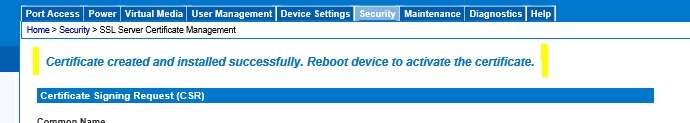 Port Access Power Virtual Media User Management Device Settings Security Maintenance Diagnostics Help
Home > Security > SSL Server Certificate Management
Certificate created and installed successfully. Reboot device to activate the certificate.
Certificate Signing Request (CSR)
Common Name